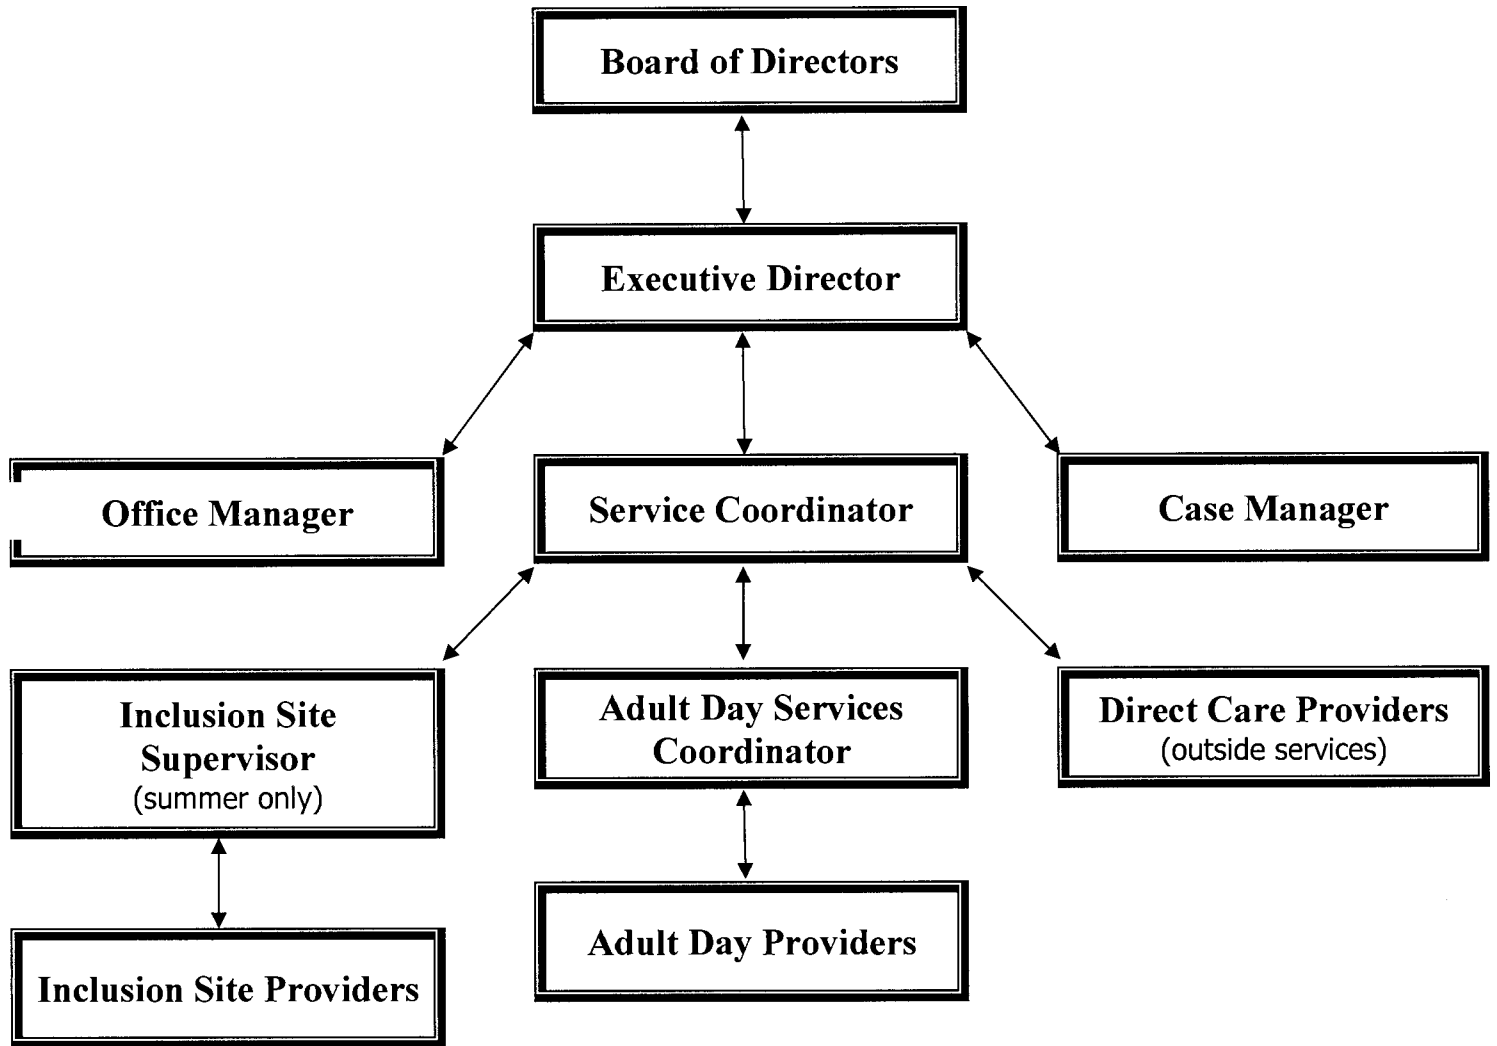 Board of Directors
Executive Director
Office Manager
Service Coordinator
Case Manager
Inclusion Site
Supervisor
(summer only)
Adult Day Services
Coordinator
Direct Care Providers
(outside services)
Inclusion Site Providers
Adult Day Providers